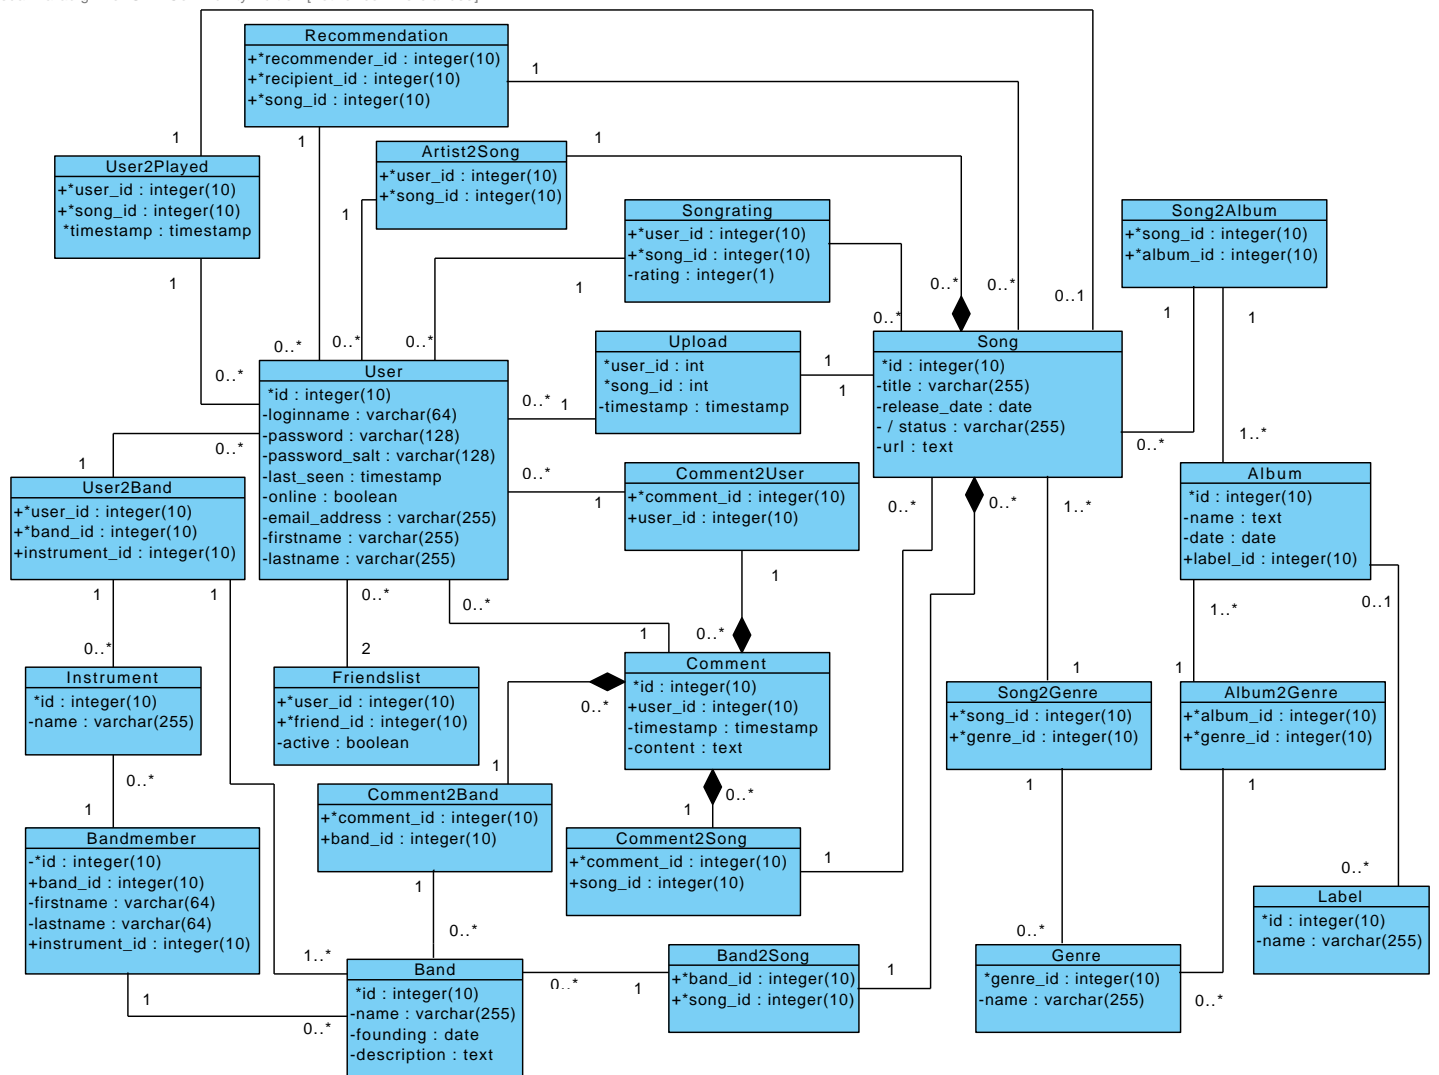 Recommendation
+*recommender_id : integer(10)
+*recipient_id : integer(10)
+*song_id : integer(10)
1
1
1
1
User2Played
+*user_id : integer(10)
+*song_id : integer(10)
*timestamp : timestamp
1
0..*
Artist2Song
+*user_id : integer(10)
+*song_id : integer(10)
1
0..*
0..*
0..*
Songrating
+*user_id : integer(10)
+*song_id : integer(10)
-rating : integer(1)
1
0..*
0..*
0..*
0..1
Song2Album
+*song_id : integer(10)
+*album_id : integer(10)
1
1
User
*id : integer(10)
-loginname : varchar(64)
-password : varchar(128)
-password_salt : varchar(128)
-last_seen : timestamp
-online : boolean
-email_address : varchar(255)
-firstname : varchar(255)
-lastname : varchar(255)
0..*
1
0..*
0..*
Upload
*user_id : int
*song_id : int
-timestamp : timestamp
1
1
1
Song
*id : integer(10)
-title : varchar(255)
-release_date : date
- / status : varchar(255)
-url : text
0..*
1..*
0..*
0..*
1..*
User2Band
+*user_id : integer(10)
+*band_id : integer(10)
+instrument_id : integer(10)
1
1
Comment2User
+*comment_id : integer(10)
+user_id : integer(10)
1
1
0..*
Album
*id : integer(10)
-name : text
-date : date
+label_id : integer(10)
0..1
1..*
0..*
2
0..*
1
0..*
Instrument
*id : integer(10)
-name : varchar(255)
0..*
1
Friendslist
+*user_id : integer(10)
+*friend_id : integer(10)
-active : boolean
Comment
*id : integer(10)
+user_id : integer(10)
-timestamp : timestamp
-content : text
0..*
1
0..*
1
1
Song2Genre
+*song_id : integer(10)
+*genre_id : integer(10)
1
1
Album2Genre
+*album_id : integer(10)
+*genre_id : integer(10)
1
Comment2Band
+*comment_id : integer(10)
+band_id : integer(10)
1
0..*
Comment2Song
+*comment_id : integer(10)
+song_id : integer(10)
1
Bandmember
-*id : integer(10)
+band_id : integer(10)
-firstname : varchar(64)
-lastname : varchar(64)
+instrument_id : integer(10)
1
0..*
1..*
Band
*id : integer(10)
-name : varchar(255)
-founding : date
-description : text
0..*
1
Band2Song
+*band_id : integer(10)
+*song_id : integer(10)
1
0..*
Genre
*genre_id : integer(10)
-name : varchar(255)
0..*
0..*
Label
*id : integer(10)
-name : varchar(255)